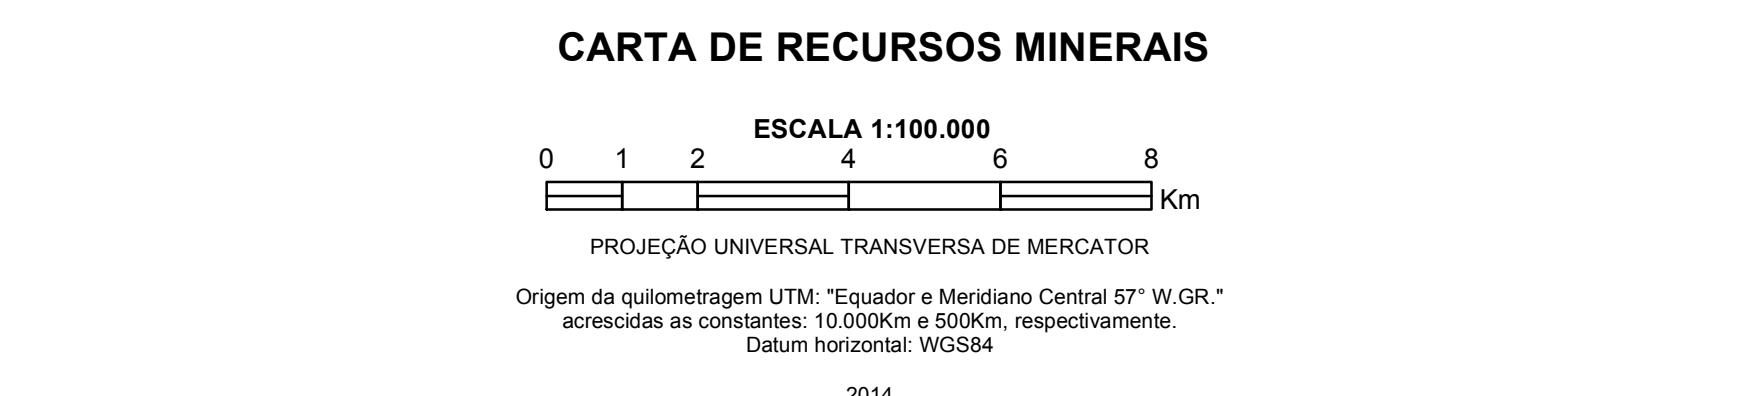 CARTA DE RECURSOS MINERAIS
ESCALA 1:100.000
0 1 2 4 6 8
Km
PROJEÇÃO UNIVERSAL TRANSVERSA DE MERCATOR
Origem da quilometragem UTM: "Equador e Meridiano Central 57° W.GR."
acrescidas as constantes: 10.000Km e 500Km, respectivamente.
Datum horizontal: WGS84
2014